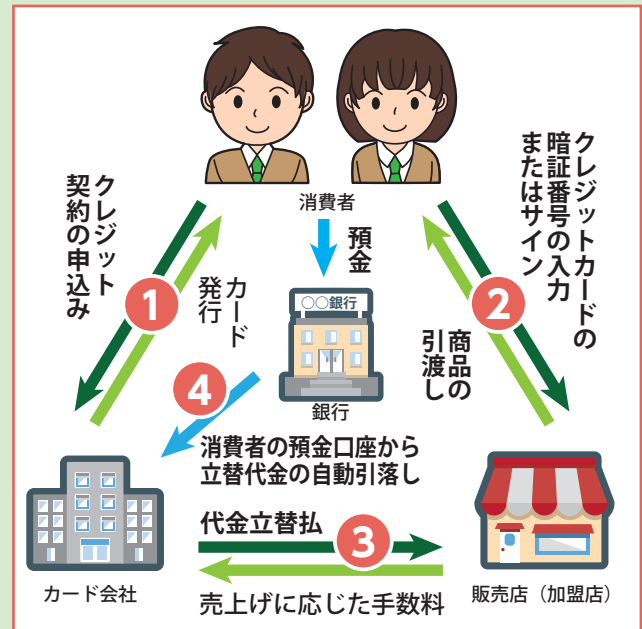 消費者
クレジット
契約の申込み
1
カード
発行
預金
○○銀行
銀行
クレジットカードの
暗証番号の入力
またはサイン
2
商品の
引渡し
4
消費者の預金口座から
立替代金の自動引落し
代金立替払
3
売上げに応じた手数料
カード会社
販売店（加盟店）